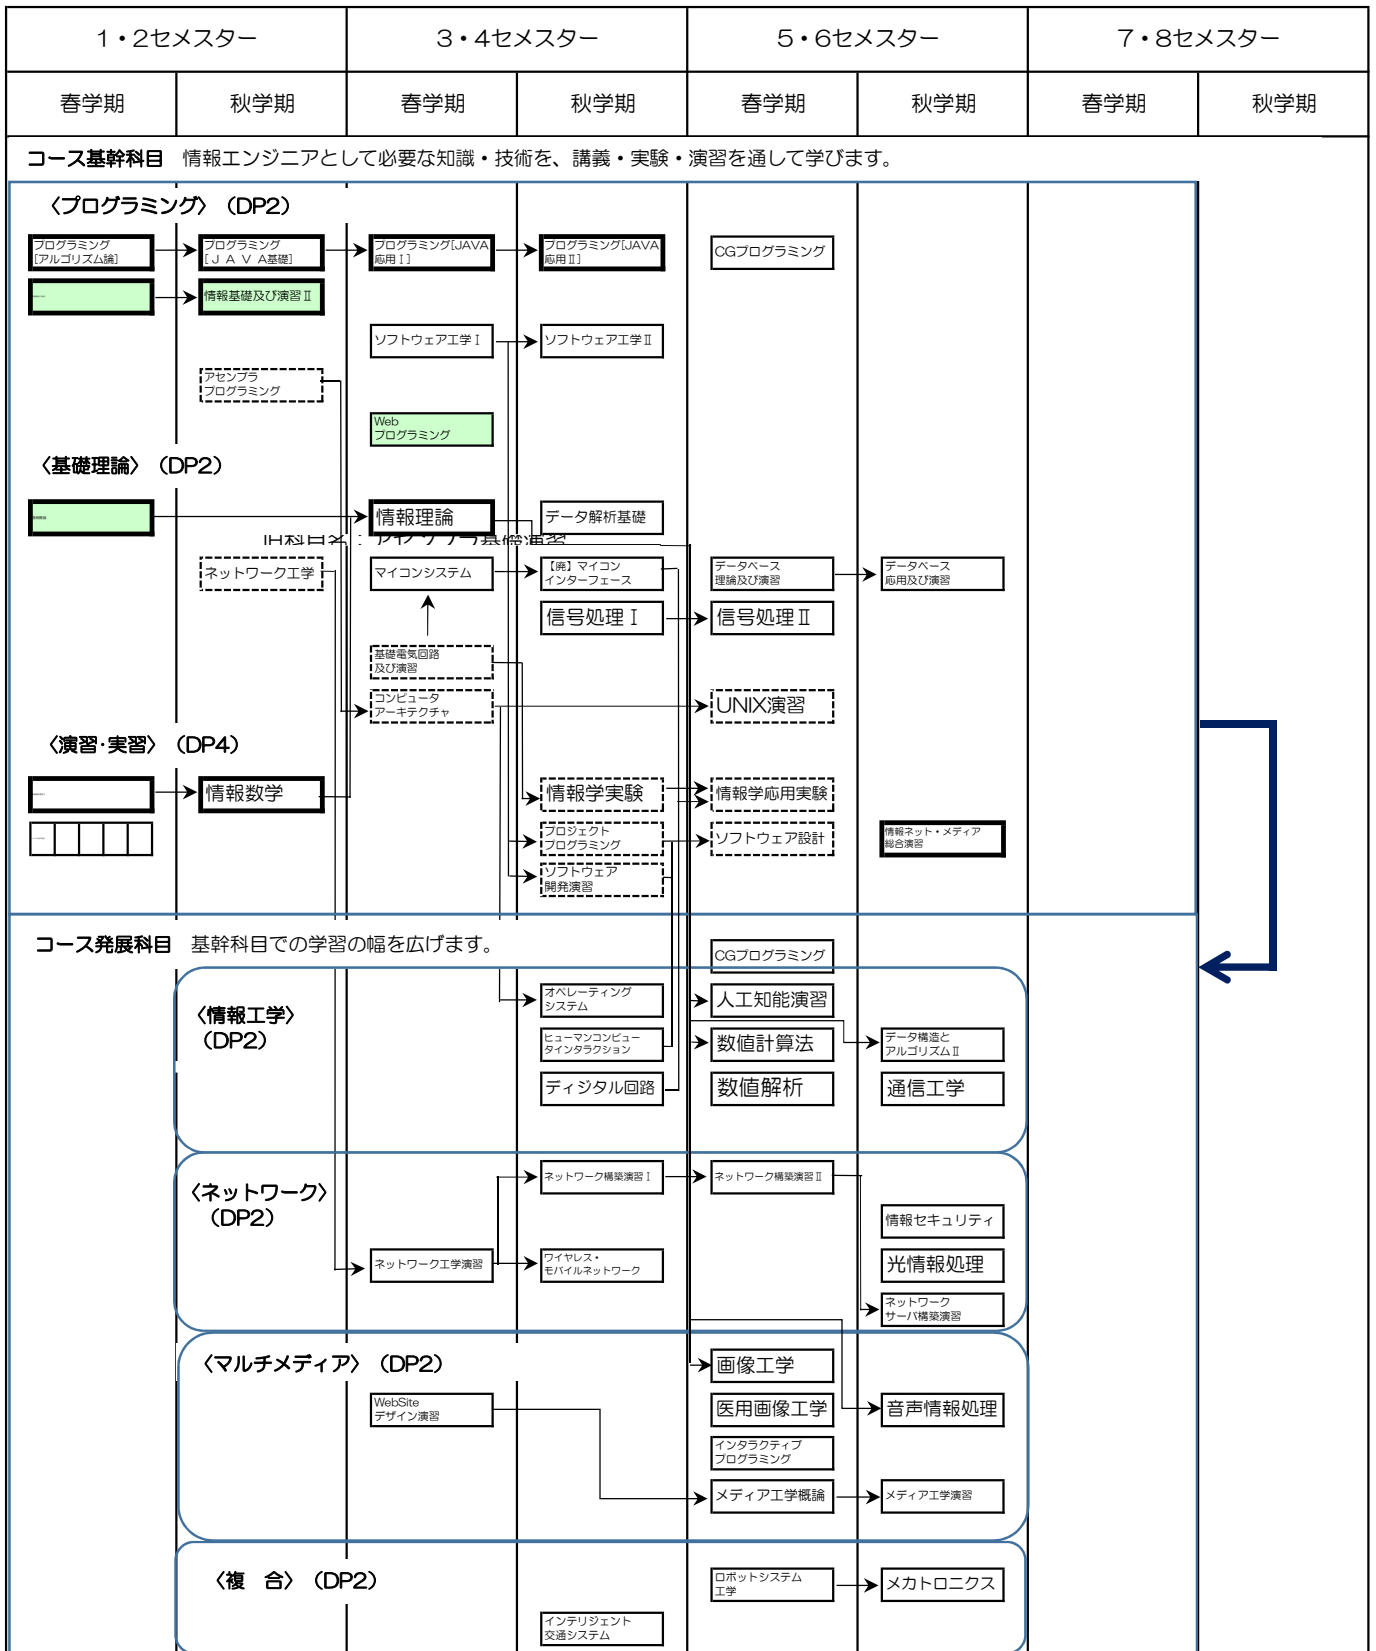 1・2セメスター
3・4セメスター
5・6セメスター
7・8セメスター
春学期
秋学期
春学期
秋学期
春学期
秋学期
春学期
秋学期
コース基幹科目 情報エンジニアとして必要な知識・技術を、講義・実験・演習を通して学びます。
〈プログラミング〉（DP2）
プログラミング
[アルゴリズム論]
プログラミング
[ＪＡＶＡ基礎]
プログラミング[JAVA
応用Ⅰ]
プログラミング[JAVA
応用Ⅱ]
CGプログラミング
情報基礎及び演習Ⅱ
ソフトウェア工学Ⅰ
ソフトウェア工学Ⅱ
アセンブラ
プログラミング
Web
プログラミング
〈基礎理論〉（DP2）
情報理論
データ解析基礎
ネットワーク工学
マイコンシステム
【廃】マイコン
インターフェース
データベース
理論及び演習
データベース
応用及び演習
信号処理Ⅰ
信号処理Ⅱ
基礎電気回路
及び演習
コンピュータ
アーキテクチャ
UNIX演習
〈演習･実習〉（DP4）
情報数学
情報学実験
情報学応用実験
プロジェクト
プログラミング
ソフトウェア設計
情報ネット・メディア
総合演習
ソフトウェア
開発演習
コース発展科目 基幹科目での学習の幅を広げます。
CGプログラミング
〈情報工学〉
（DP2）
オペレーティング
システム
人工知能演習
ヒューマンコンピュー
タインタラクション
数値計算法
データ構造と
アルゴリズムⅡ
ディジタル回路
数値解析
通信工学
〈ネットワーク〉
（DP2）
ネットワーク構築演習Ⅰ
ネットワーク構築演習Ⅱ
情報セキュリティ
ネットワーク工学演習
ワイヤレス・
モバイルネットワーク
光情報処理
ネットワーク
サーバ構築演習
〈マルチメディア〉（DP2）
画像工学
WebSite
デザイン演習
医用画像工学
音声情報処理
インタラクティブ
プログラミング
メディア工学概論
メディア工学演習
〈複　合〉（DP2）
ロボットシステム
工学
メカトロニクス
インテリジェント
交通システム